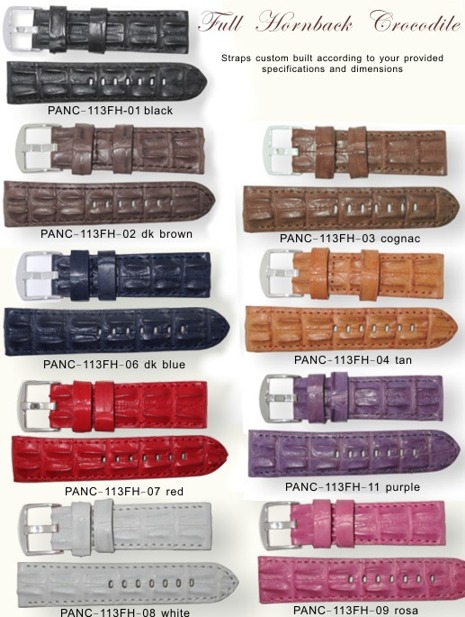 Full Hornback Crocodile
Straps custom built according to your provided
specifications and dimensions
PANC-113FH-01 black
PANC-113FH-02 dk brown
PANC-113FH-03 cognac
PANC-113FH-06 dk blue
PANC-113FH-04 tan
PANC-113FH-07 red
PANC-113FH-11 purple
PANC-113FH-08 white
PANC-113FH-09 rosa